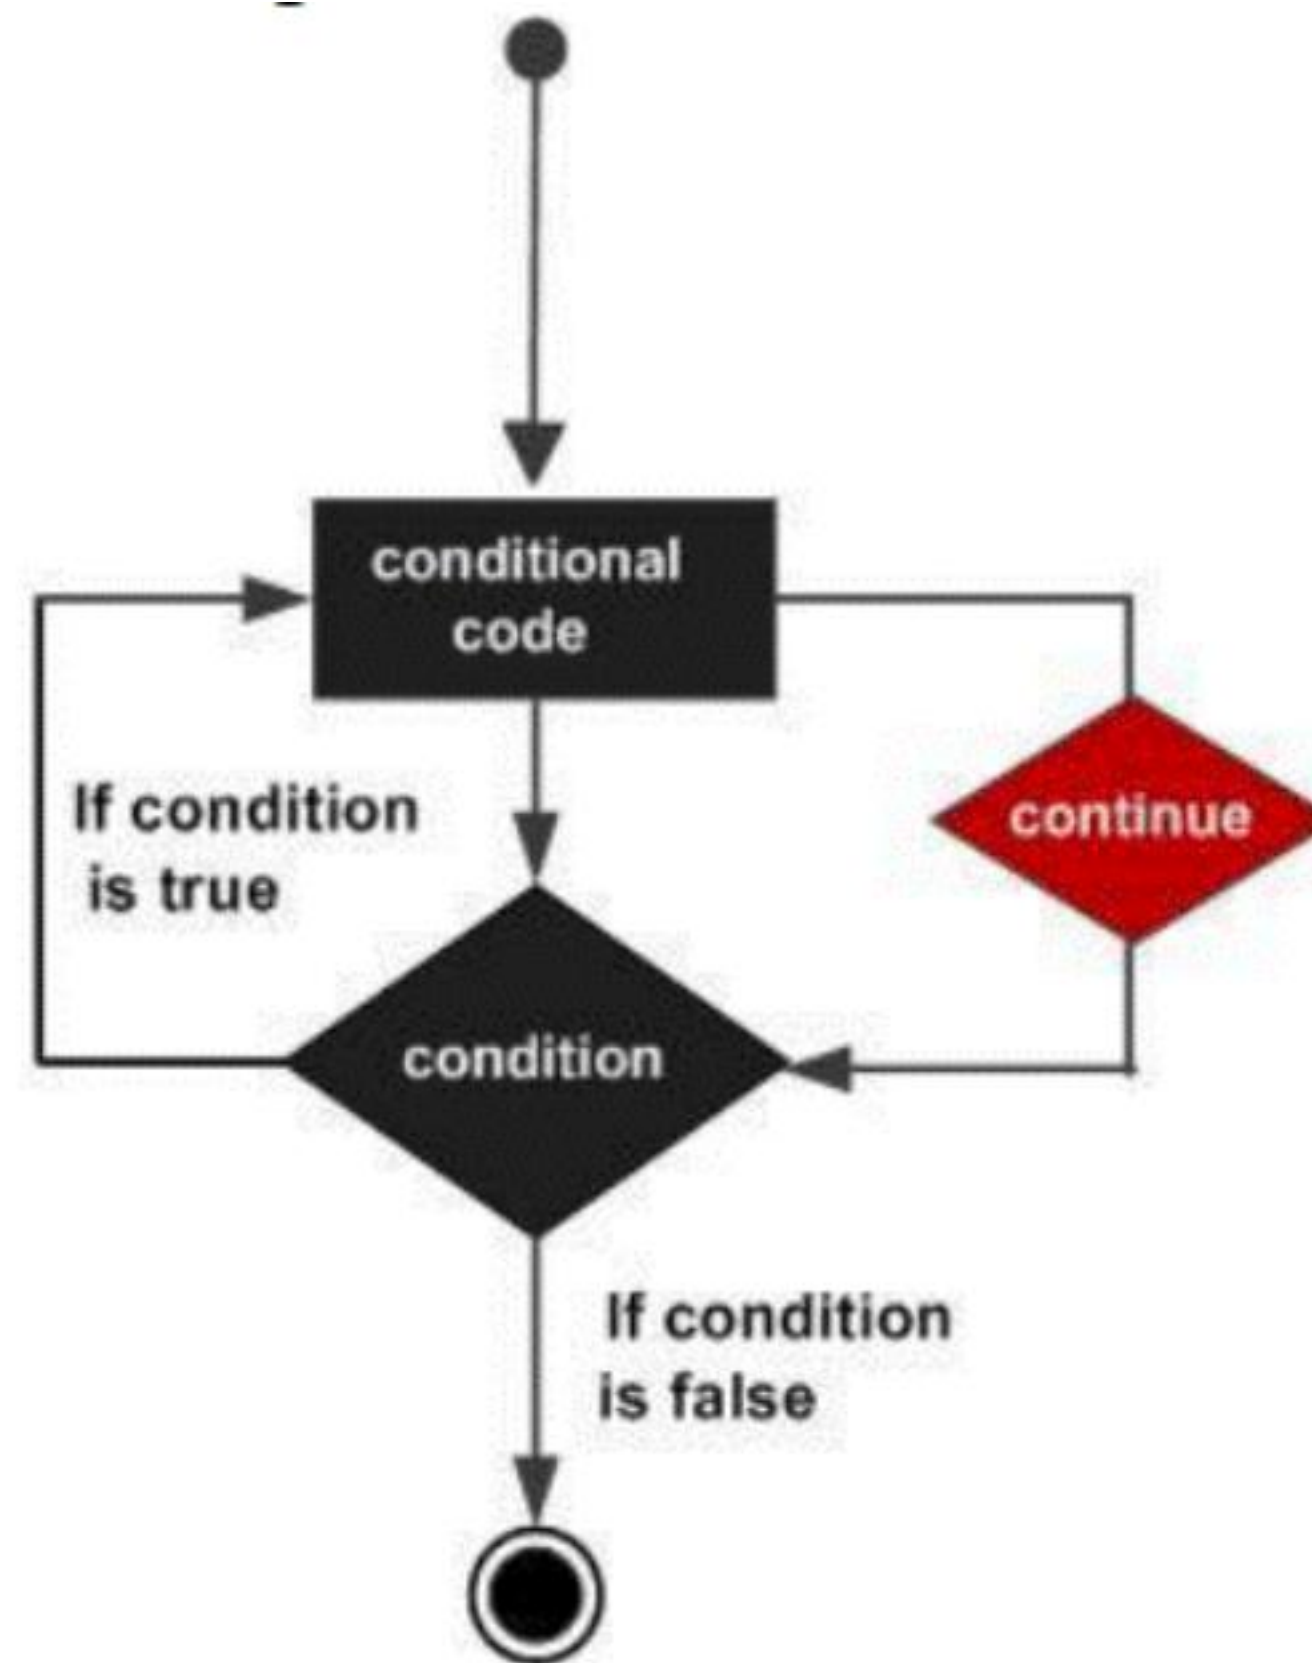 conditional
code
If condition
is true
continue
condition
If condition
is false